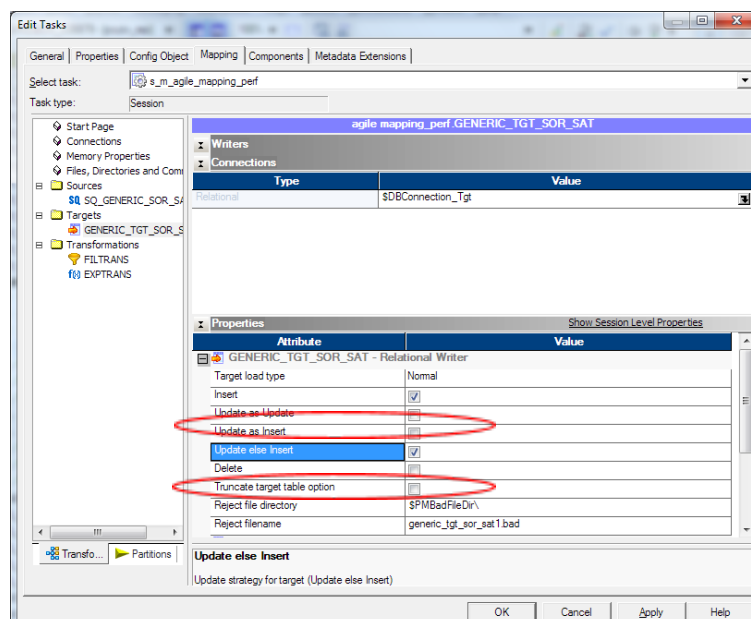 Edit Tasks
General Properties Config Object Mapping Components Metadata Extensions
Select task: s_m_agile_mapping_perf
Task type: Session
Start Page
Connections
Memory Properties
Files, Directories and Com
Sources
SQ SQ_GENERIC_SOR_SA
Targets
GENERIC_TGT_SOR_S
Transformations
FILTRANS
f(x) EXPTRANS
Transfo... Partitions
agile mapping_perf.GENERIC_TGT_SOR_SAT
Writers
Connections
Type Value
Relational $DBConnection_Tgt
Properties Show Session Level Properties
Attribute Value
GENERIC_TGT_SOR_SAT - Relational Writer
Target load type Normal
Insert
Update as Update
Update as Insert
Update else Insert
Delete
Truncate target table option
Reject file directory $PMBadFileDir\
Reject filename generic_tgt_sor_sat1.bad
Update else Insert
Update strategy for target (Update else Insert)
OK Cancel Apply Help